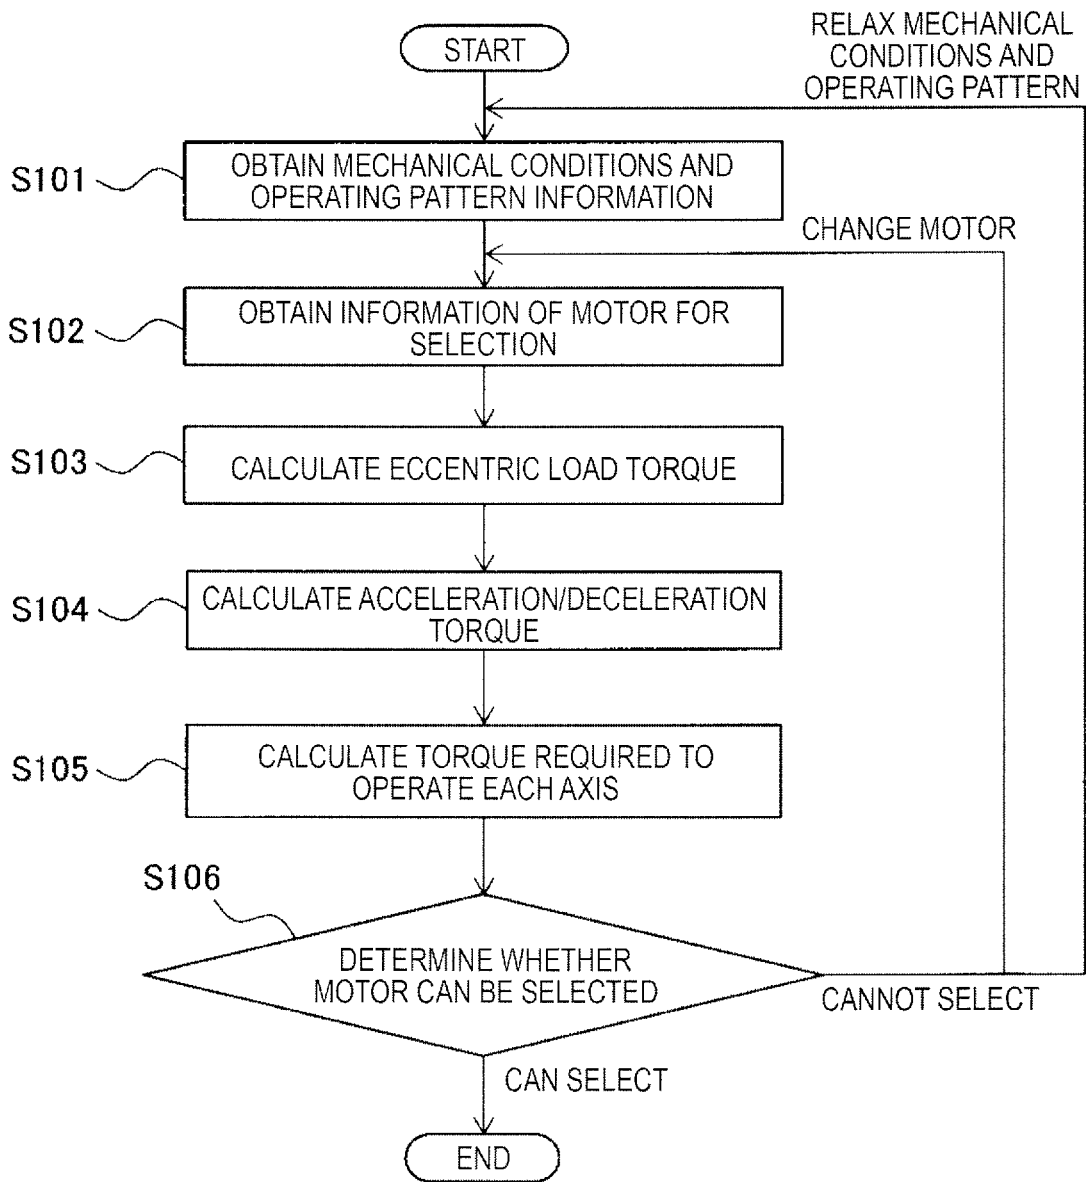 RELAX MECHANICAL
CONDITIONS AND
OPERATING PATTERN
START
S101
OBTAIN MECHANICAL CONDITIONS AND
OPERATING PATTERN INFORMATION
CHANGE MOTOR
S102
OBTAIN INFORMATION OF MOTOR FOR
SELECTION
S103
CALCULATE ECCENTRIC LOAD TORQUE
S104
CALCULATE ACCELERATION/DECELERATION
TORQUE
S105
CALCULATE TORQUE REQUIRED TO
OPERATE EACH AXIS
S106
DETERMINE WHETHER
MOTOR CAN BE SELECTED
CANNOT SELECT
CAN SELECT
END